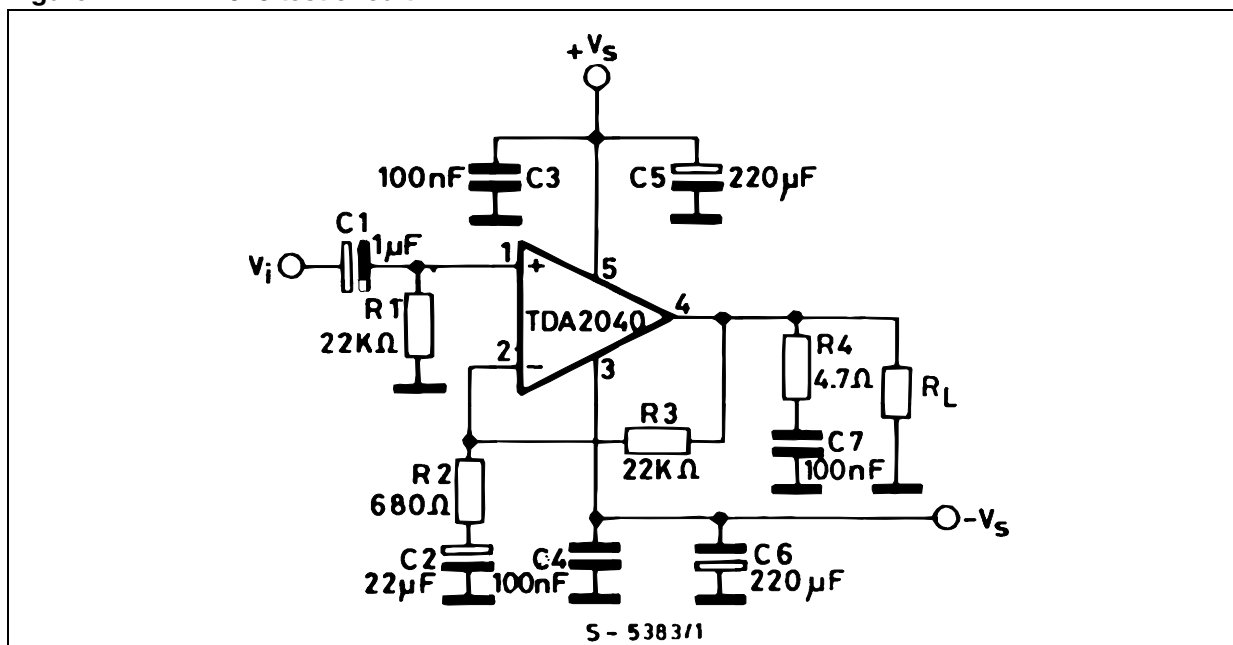 +Vs
100nF C3
C5 220µF
C1
1µF
Vi
1
+
5
R1
22KΩ
TDA2040
4
2
−
3
R4
4.7Ω
RL
R3
22KΩ
C7
100nF
R2
680Ω
-Vs
C2
22µF
C4
100nF
C6
220µF
S - 5383/1